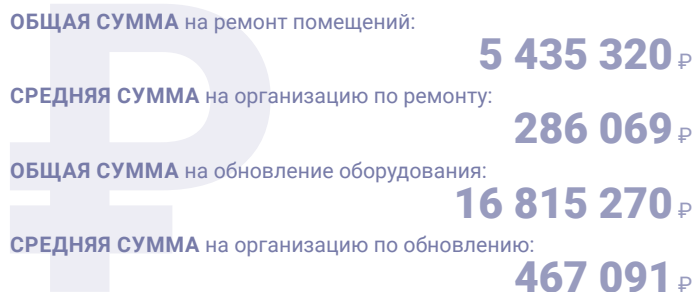 ОБЩАЯ СУММА на ремонт помещений:
5 435 320 ₽
СРЕДНЯЯ СУММА на организацию по ремонту:
286 069 ₽
ОБЩАЯ СУММА на обновление оборудования:
16 815 270 ₽
СРЕДНЯЯ СУММА на организацию по обновлению:
467 091 ₽